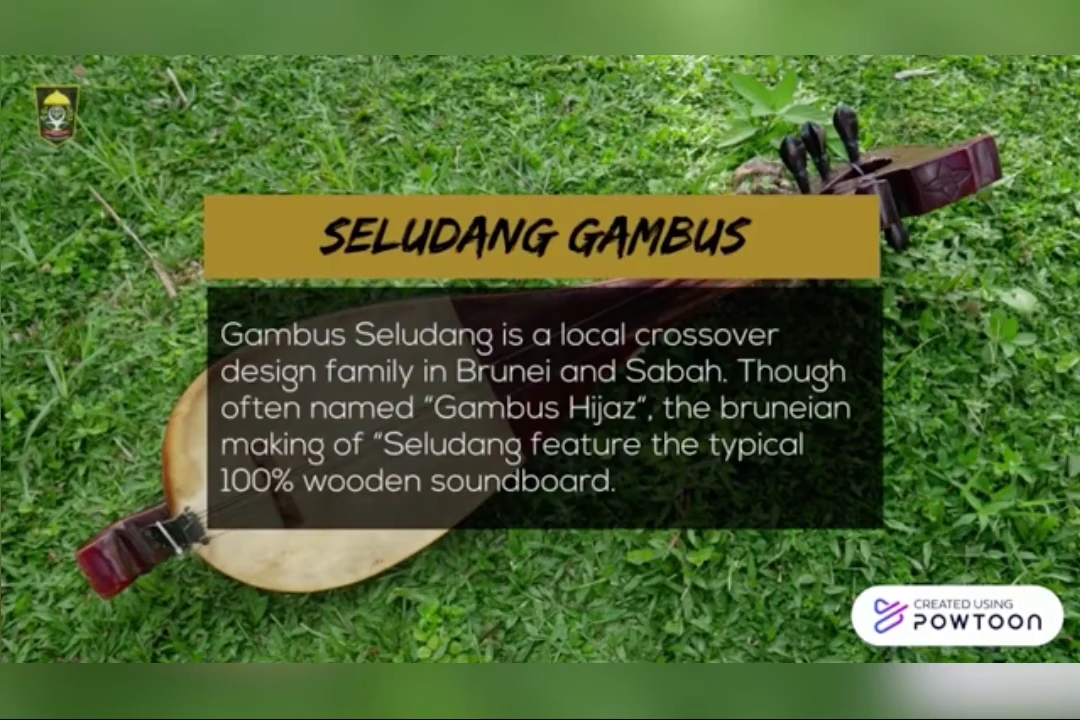 SELUDANG GAMBUS
Gambus Seludang is a local crossover
design family in Brunei and Sabah. Though
often named “Gambus Hijaz”, the bruneian
making of “Seludang feature the typical
100% wooden soundboard.
CREATED USING
POWTOON